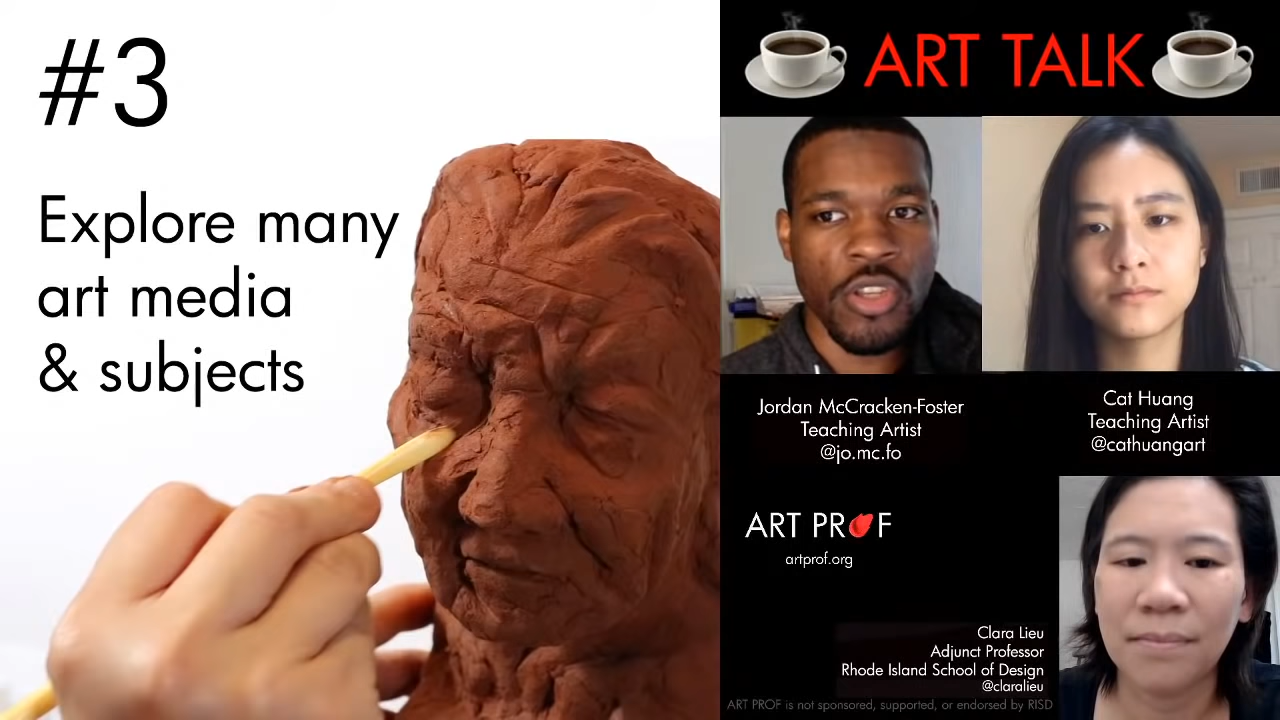 #3
Explore many
art media
& subjects
ART TALK
Jordan McCracken-Foster
Teaching Artist
@jo.mc.fo
Cat Huang
Teaching Artist
@cathuangart
ART PROF
artprof.org
Clara Lieu
Adjunct Professor
Rhode Island School of Design
@claralieu
ART PROF is not sponsored, supported, or endorsed by RISD